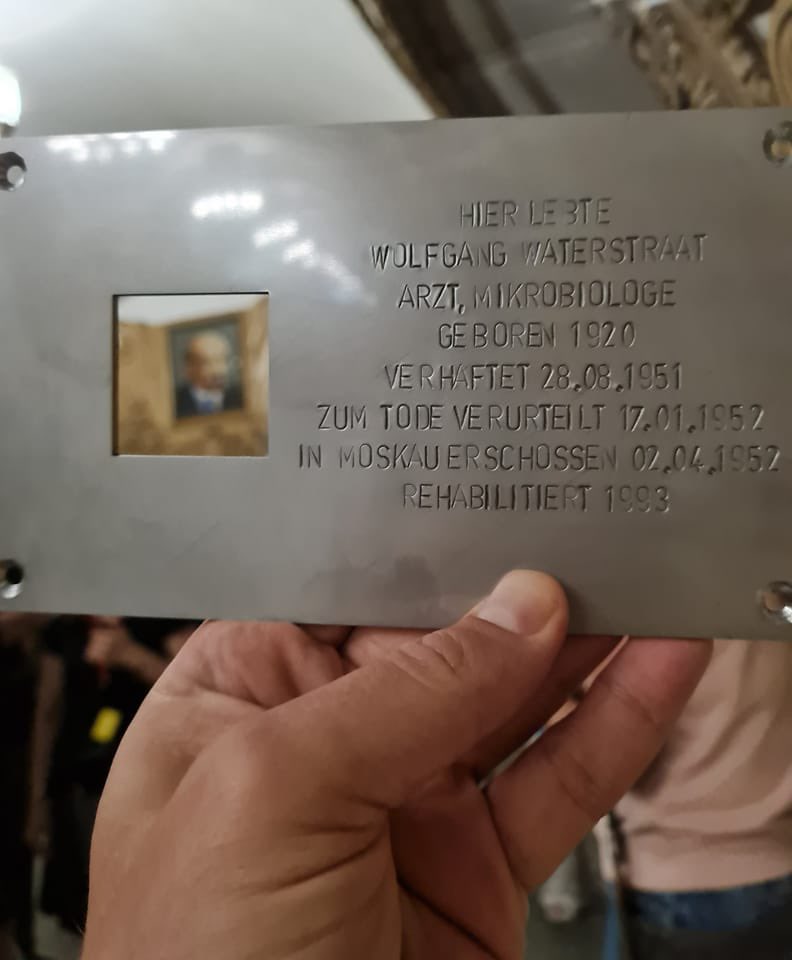 HIER LEBTE
WOLFGANG WATERSTRAAT
ARZT, MIKROBIOLOGE
GEBOREN 1920
VERHAFTET 28.08.1951
ZUM TODE VERURTEILT 17.01.1952
IN MOSKAU ERSCHOSSEN 02.04.1952
REHABILITIERT 1993